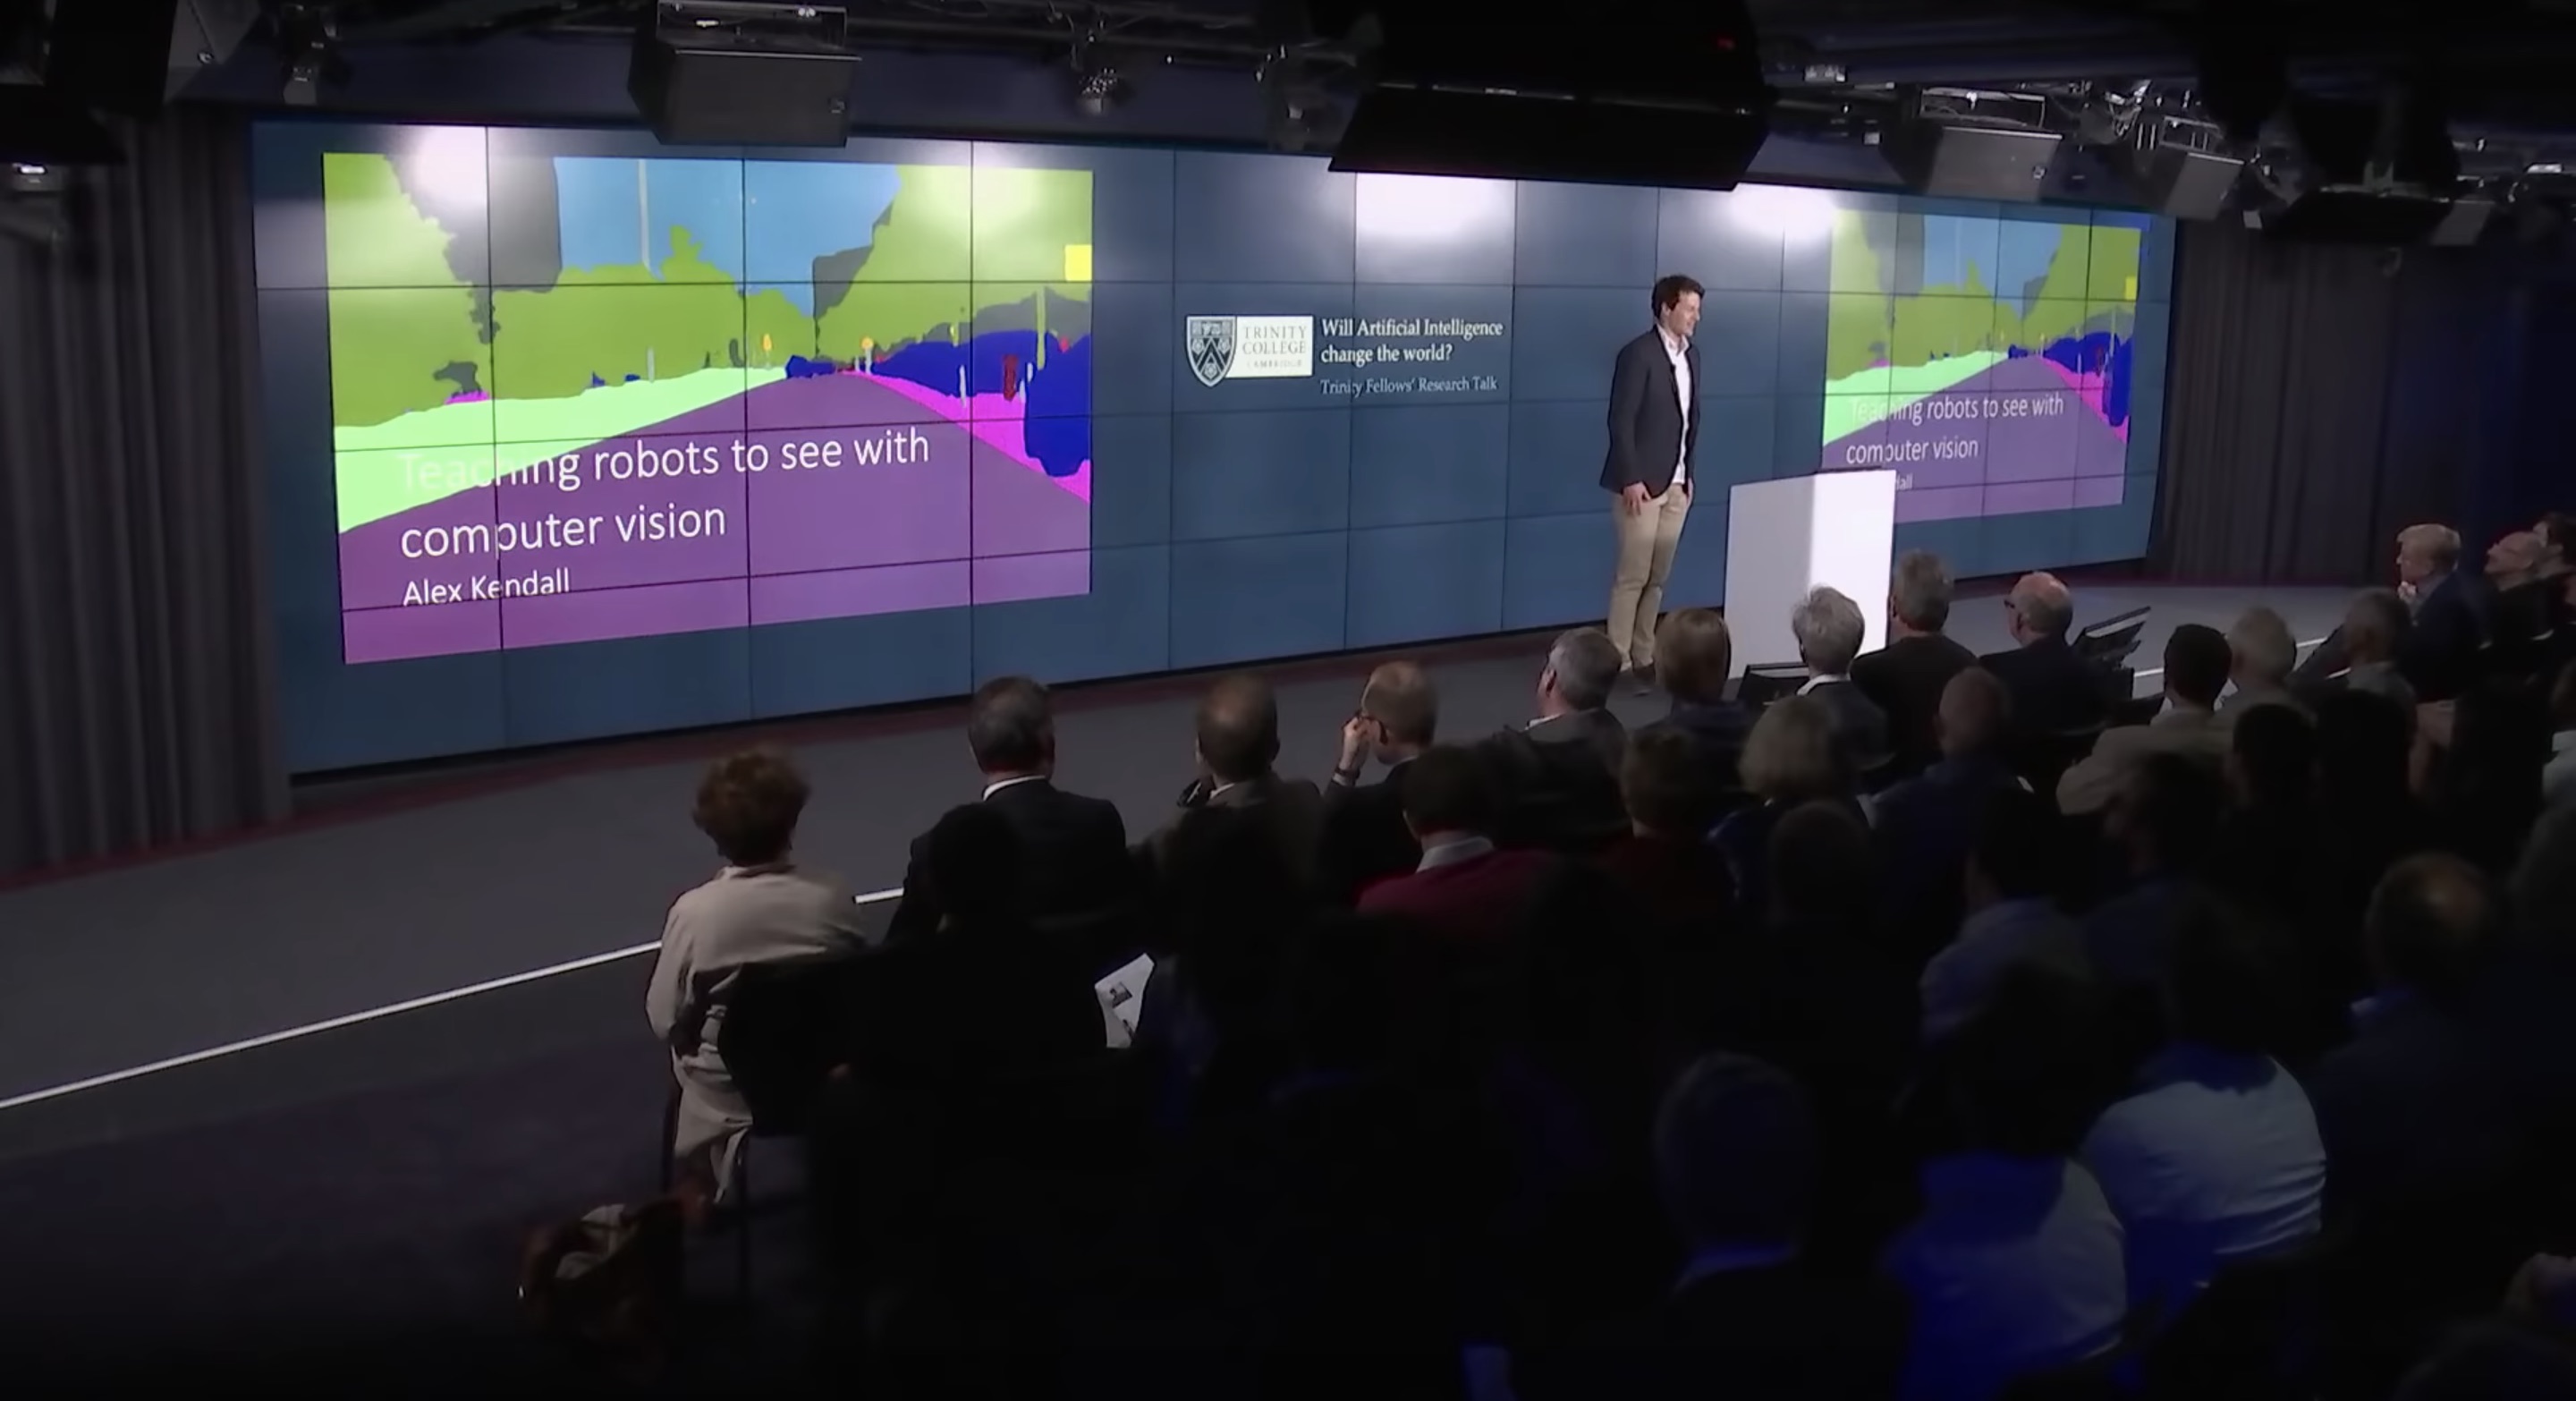 Teaching robots to see with
computer vision
Alex Kendall
TRINITY
COLLEGE
CAMBRIDGE
Will Artificial Intelligence
change the world?
Trinity Fellows' Research Talk
Teaching robots to see with
computer vision
dall